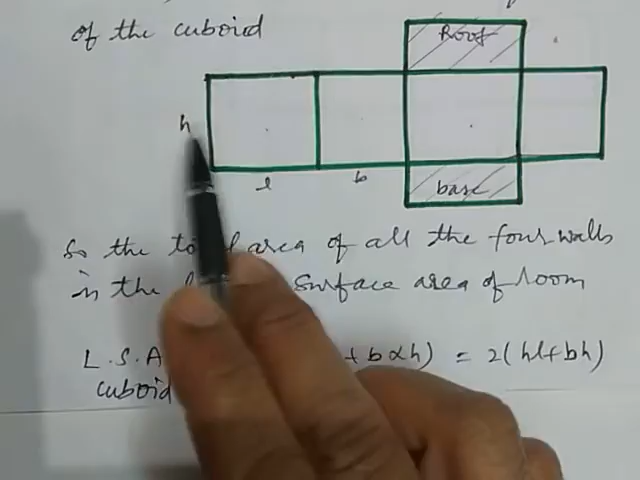 of the cuboid
Roof
h
l
b
base
So the area of all the four walls
is the surface area of room
L.S.A + b×h) = 2(hl+bh)
cuboid